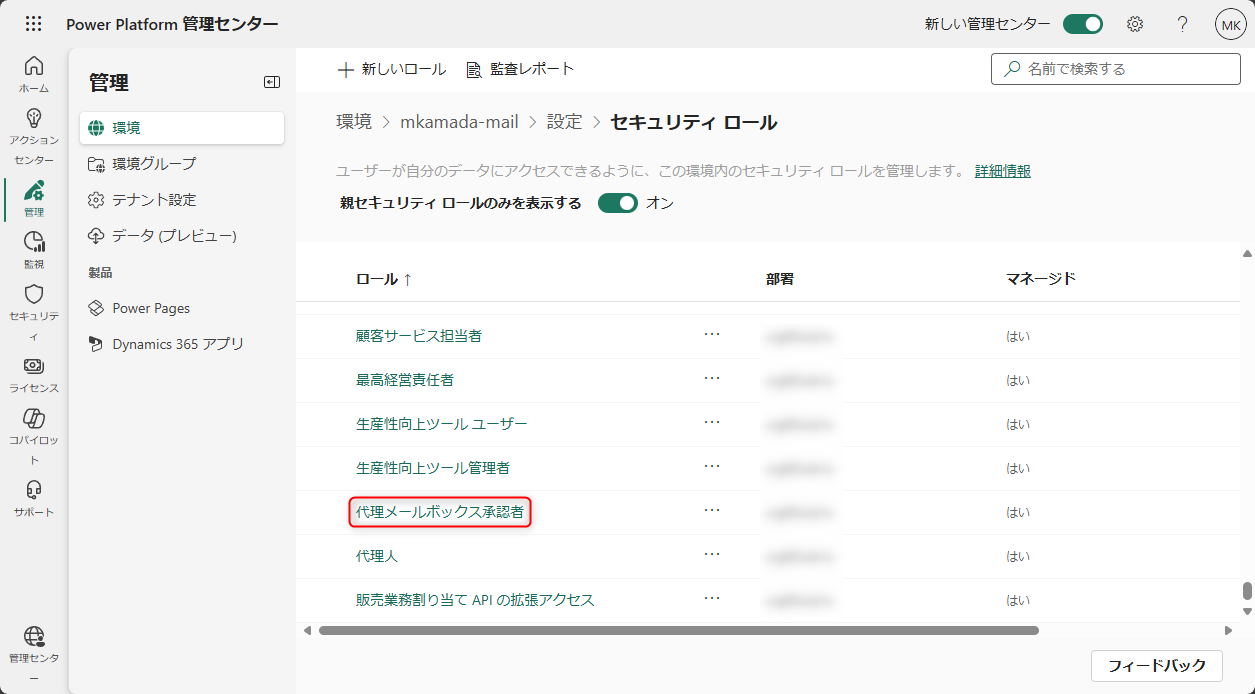 Power Platform 管理センター
新しい管理センター
MK
ホーム
アクション
センター
管理
監視
セキュリテ
ィ
ライセンス
コパイロッ
ト
サポート
管理センタ
ー
管理
環境
環境グループ
テナント設定
データ (プレビュー)
製品
Power Pages
Dynamics 365 アプリ
新しいロール
監査レポート
名前で検索する
環境 > mkamada-mail > 設定 > セキュリティ ロール
ユーザーが自分のデータにアクセスできるように、この環境内のセキュリティ ロールを管理します。 詳細情報
親セキュリティ ロールのみを表示する オン
ロール ↑ 部署 マネージド
顧客サービス担当者 … はい
最高経営責任者 … はい
生産性向上ツール ユーザー … はい
生産性向上ツール管理者 … はい
代理メールボックス承認者 … はい
代理人 … はい
販売業務割り当て API の拡張アクセス … はい
フィードバック